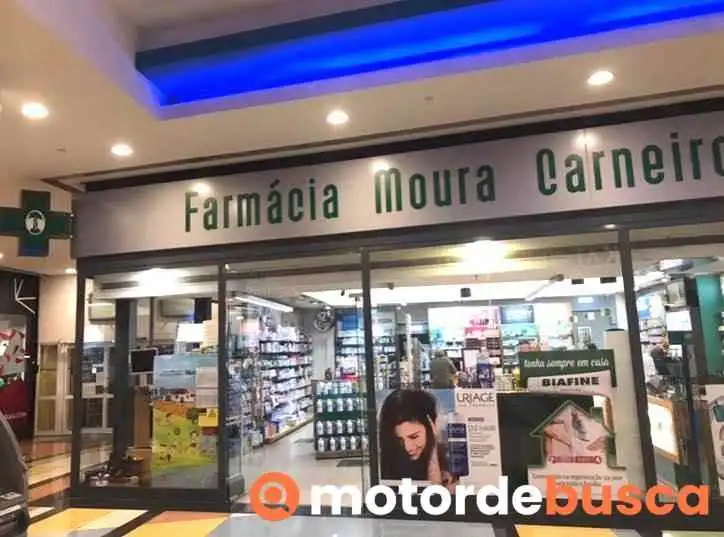 Farmácia Moura Carneiro
tenha sempre em casa
BIAFINE
URIAGE
motordebusca